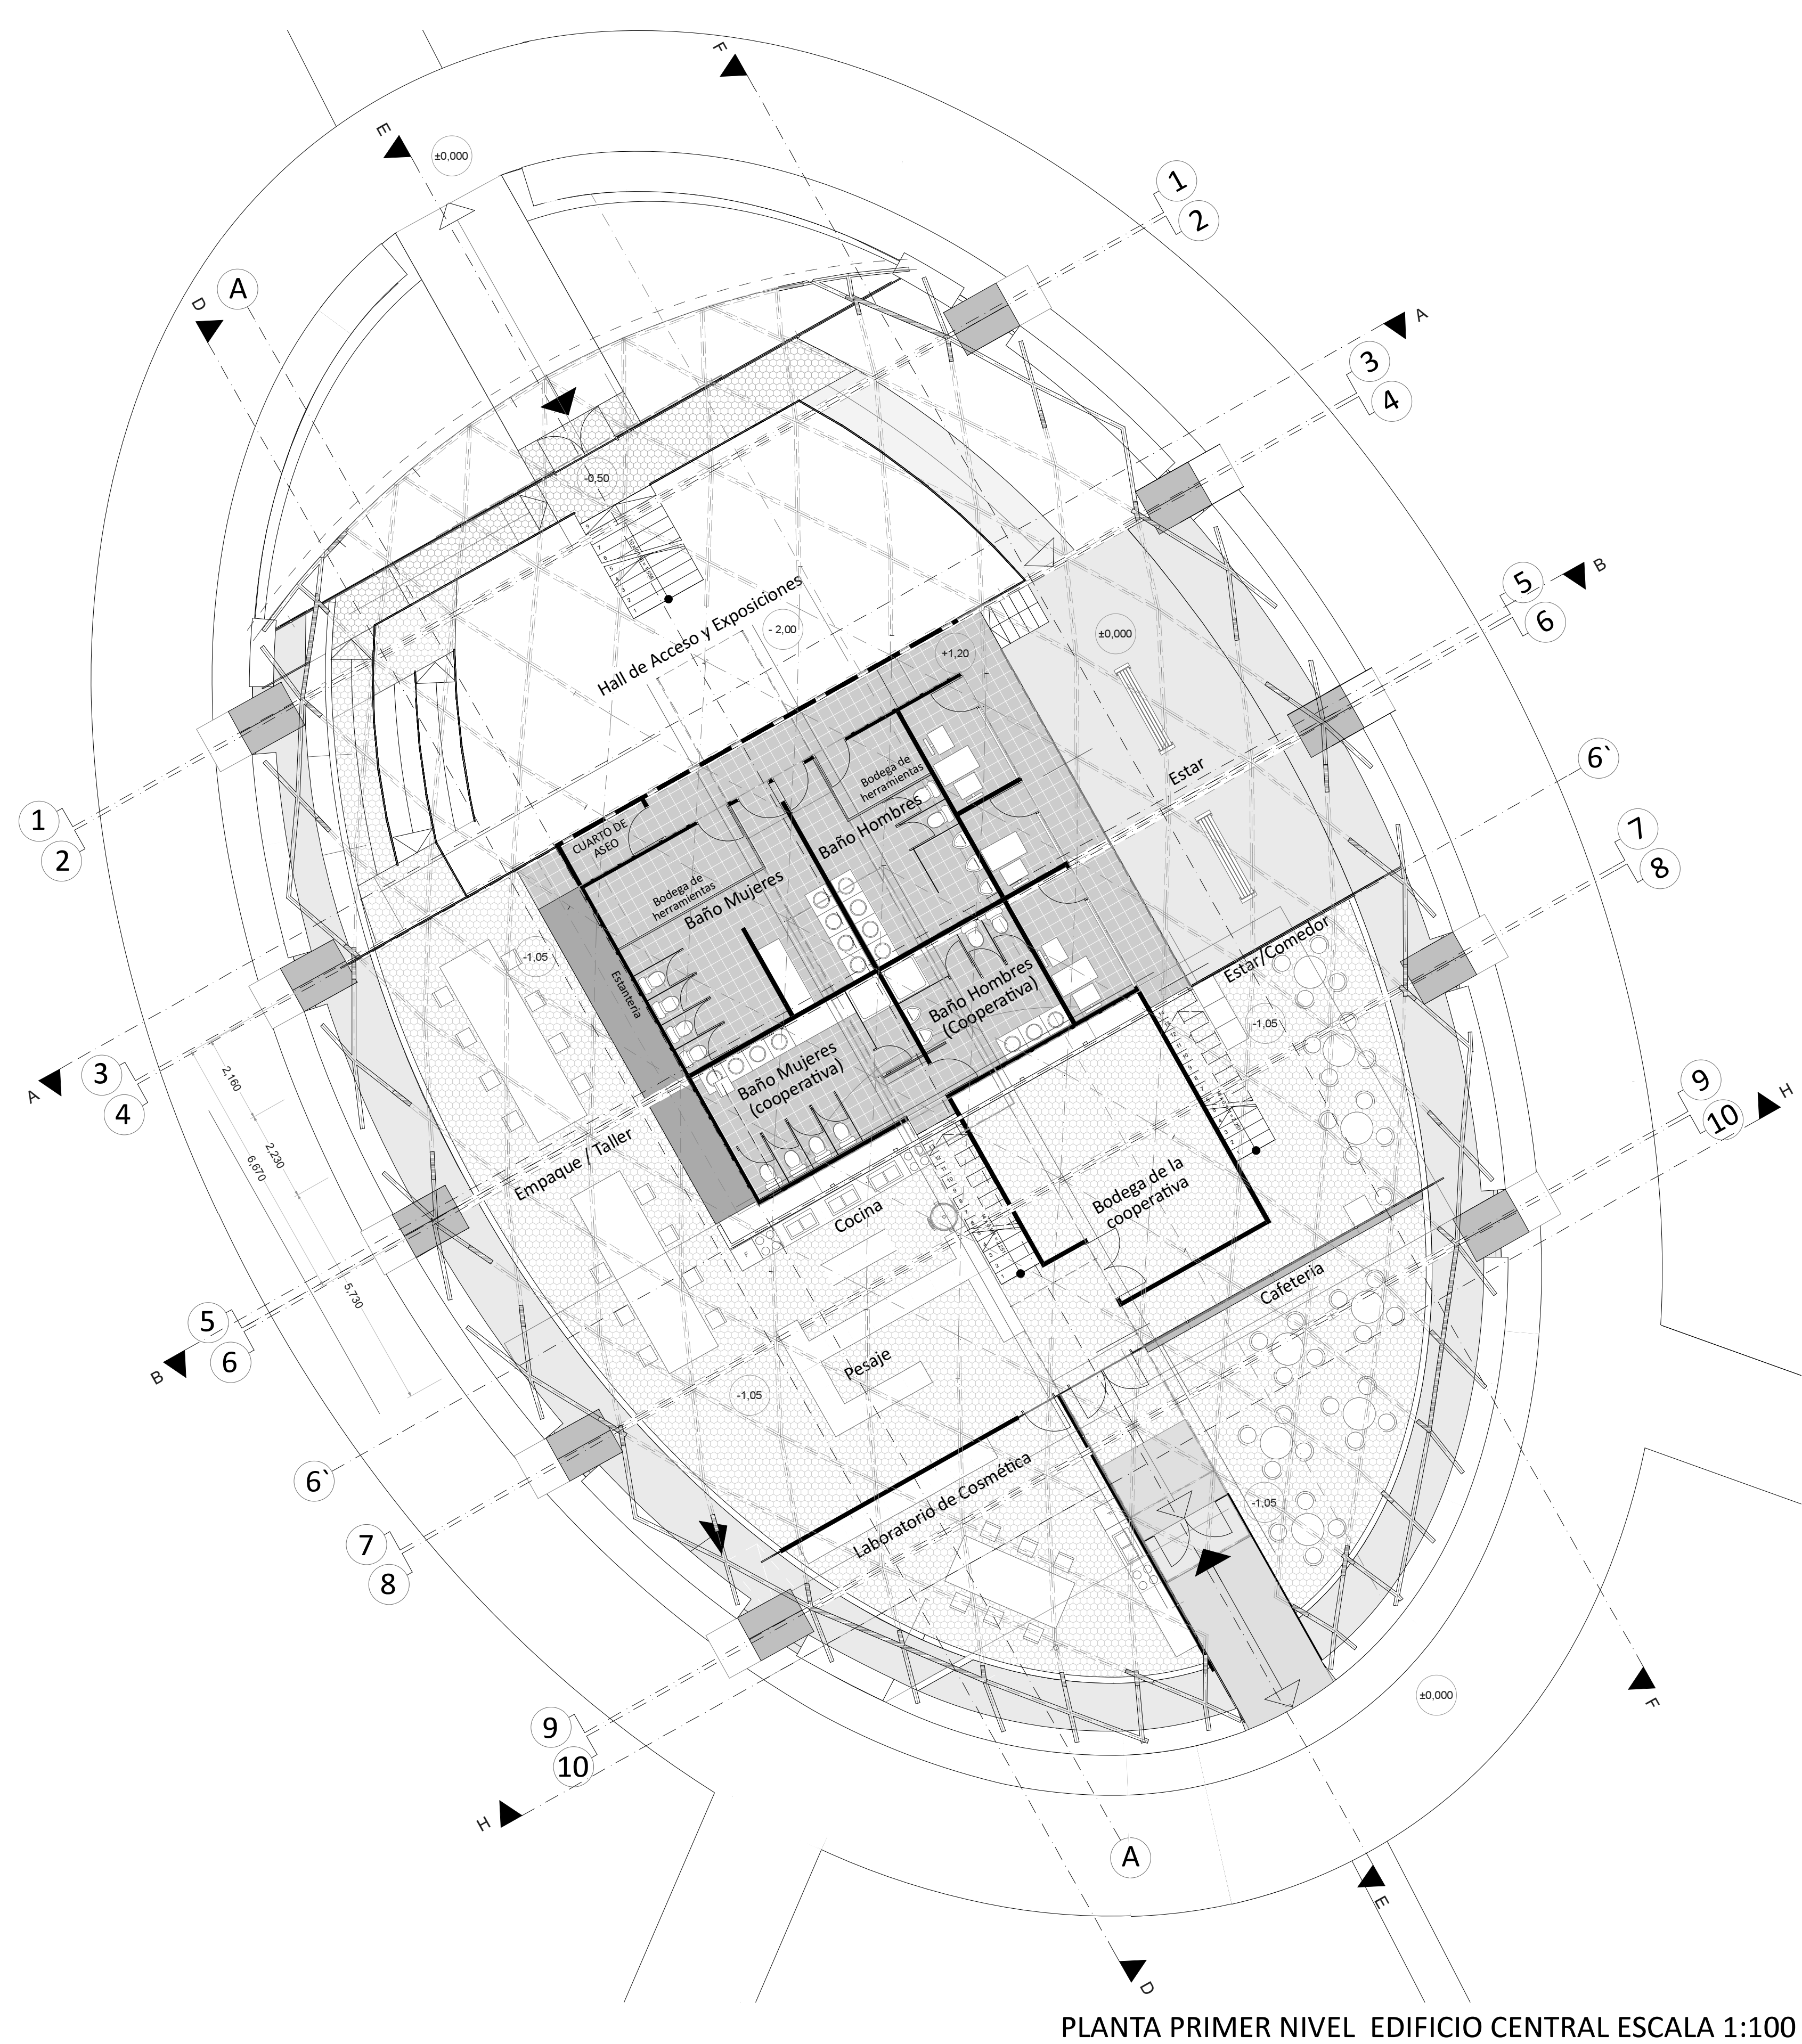 F
E
±0,000
1
2
A
D
A
3
4
-0,50
5
6
B
Hall de Acceso y Exposiciones
- 2,00
±0,000
+1,20
6`
Estar
Bodega de
herramientas
Baño Hombres
CUARTO DE
ASEO
1
2
7
8
Bodega de
herramientas
Baño Mujeres
Estar/Comedor
-1,05
Estantería
Baño Hombres
(Cooperativa)
-1,05
A
3
4
2,160
2,230
6,670
5,730
Baño Mujeres
(cooperativa)
9
10
H
Empaque / Taller
Cocina
Bodega de la
cooperativa
F
Cafeteria
5
6
B
Pesaje
-1,05
6`
Laboratorio de Cosmética
-1,05
7
8
±0,000
F
9
10
H
A
E
D
PLANTA PRIMER NIVEL EDIFICIO CENTRAL ESCALA 1:100